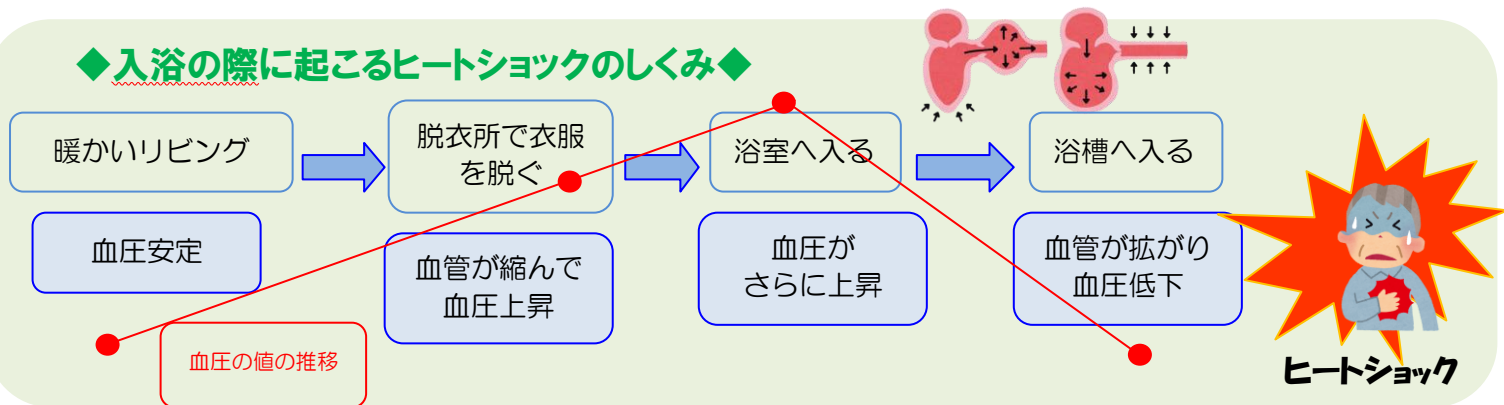 ◆入浴の際に起こるヒートショックのしくみ◆
暖かいリビング
脱衣所で衣服
を脱ぐ
浴室へ入る
浴槽へ入る
血圧安定
血管が縮んで
血圧上昇
血圧が
さらに上昇
血管が拡がり
血圧低下
血圧の値の推移
ヒートショック